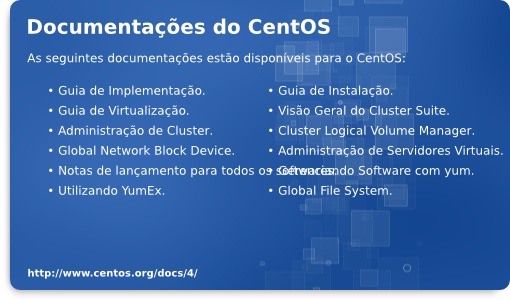 Documentações do CentOS
As seguintes documentações estão disponíveis para o CentOS:
• Guia de Implementação.
• Guia de Virtualização.
• Administração de Cluster.
• Global Network Block Device.
• Notas de lançamento para todos os softwares.
• Utilizando YumEx.
• Guia de Instalação.
• Visão Geral do Cluster Suite.
• Cluster Logical Volume Manager.
• Administração de Servidores Virtuais.
• Gerenciando Software com yum.
• Global File System.
http://www.centos.org/docs/4/